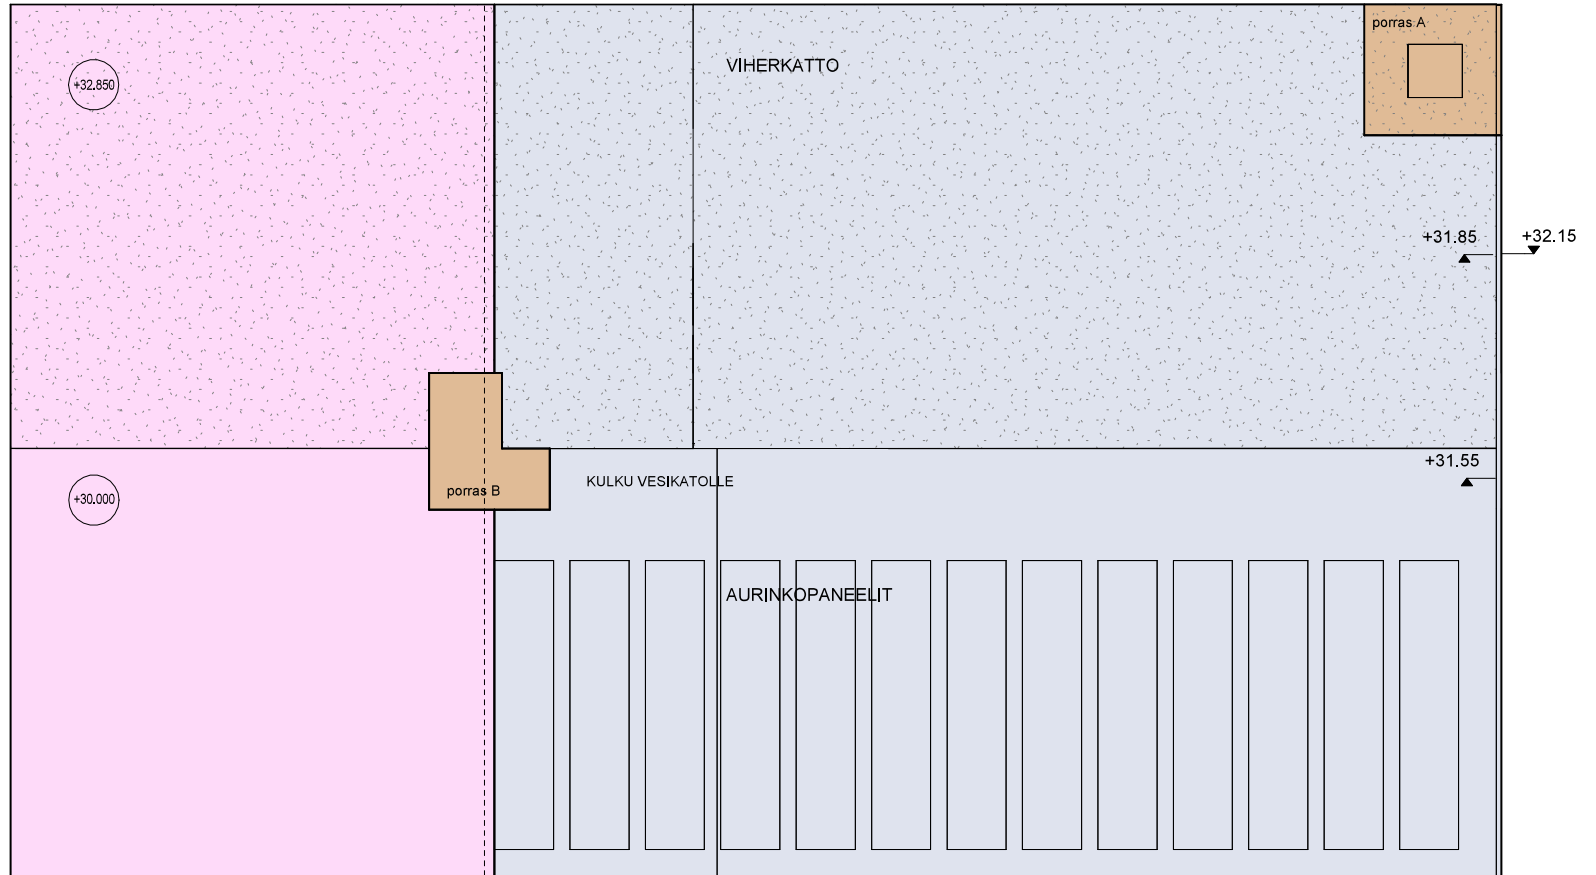 porras A
VIHERKATTO
+32.850
+31.85
+32.15
+31.55
KULKU VESIKATOLLE
porras B
+30.000
AURINKOPANEELIT